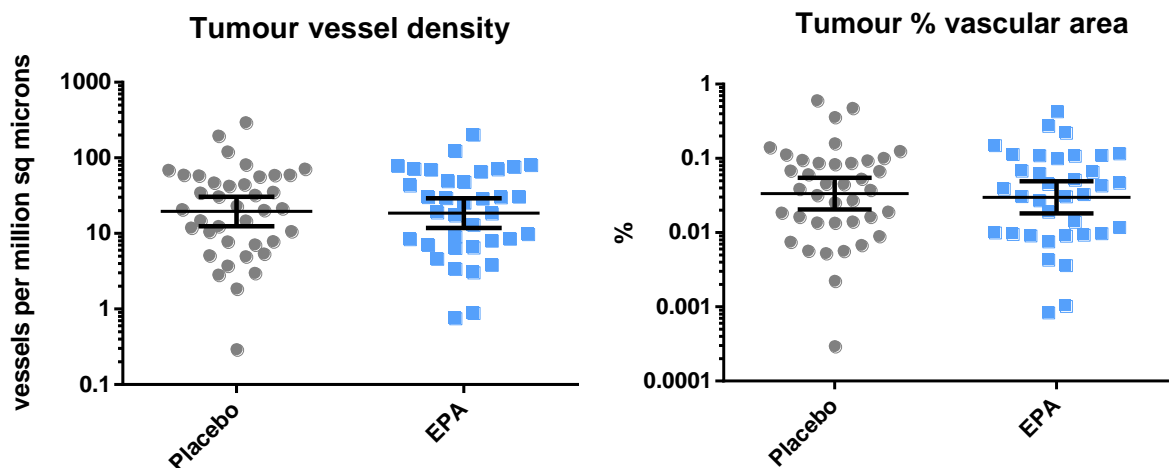 Tumour vessel density
vessels per million sq microns
1000
100
10
1
0.1
Placebo
EPA
Tumour % vascular area
%
1
0.1
0.01
0.001
0.0001
Placebo
EPA